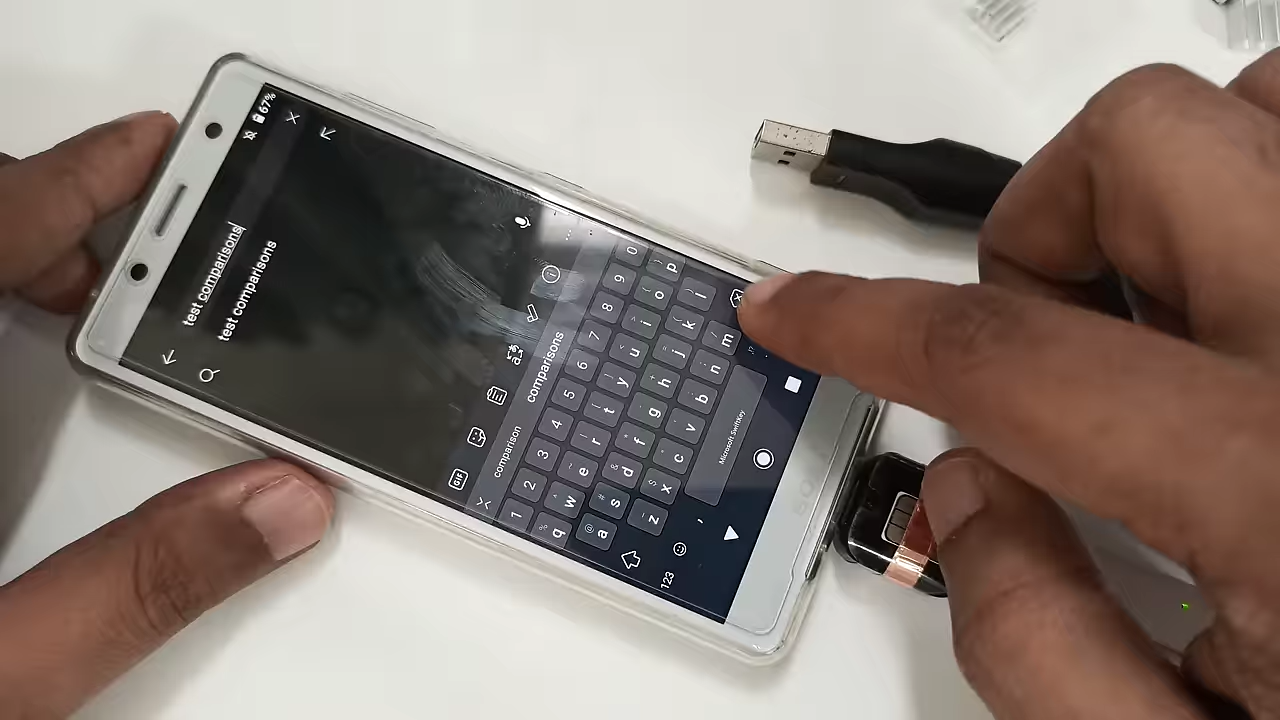 67%
test comparisons
test comparisons
GIF
comparison
comparisons
1 2 3 4 5 6 7 8 9 0
q w e r t y u i o p
a s d f g h j k l
z x c v b n m
123
,
Microsoft SwiftKey